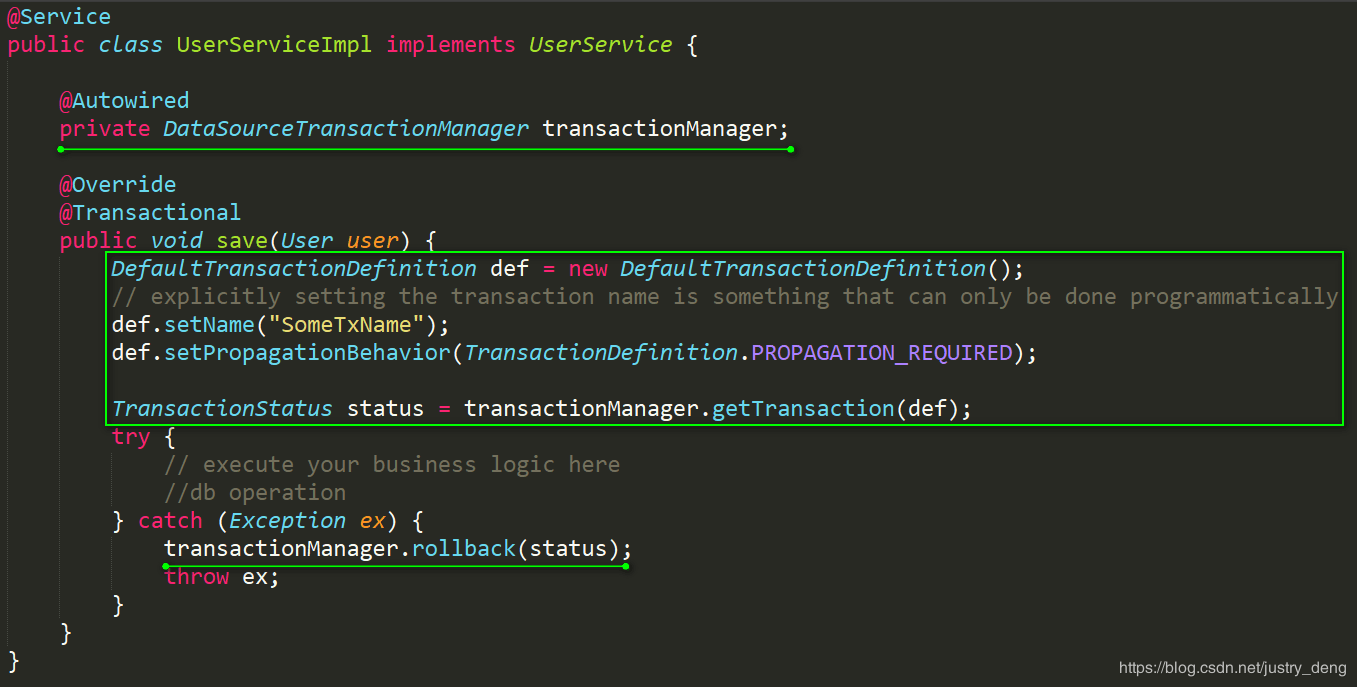 @Service
public class UserServiceImpl implements UserService {
@Autowired
private DataSourceTransactionManager transactionManager;
@Override
@Transactional
public void save(User user) {
DefaultTransactionDefinition def = new DefaultTransactionDefinition();
// explicitly setting the transaction name is something that can only be done programmatically
def.setName("SomeTxName");
def.setPropagationBehavior(TransactionDefinition.PROPAGATION_REQUIRED);
TransactionStatus status = transactionManager.getTransaction(def);
try {
// execute your business logic here
//db operation
} catch (Exception ex) {
transactionManager.rollback(status);
throw ex;
}
}
}
https://blog.csdn.net/justry_deng